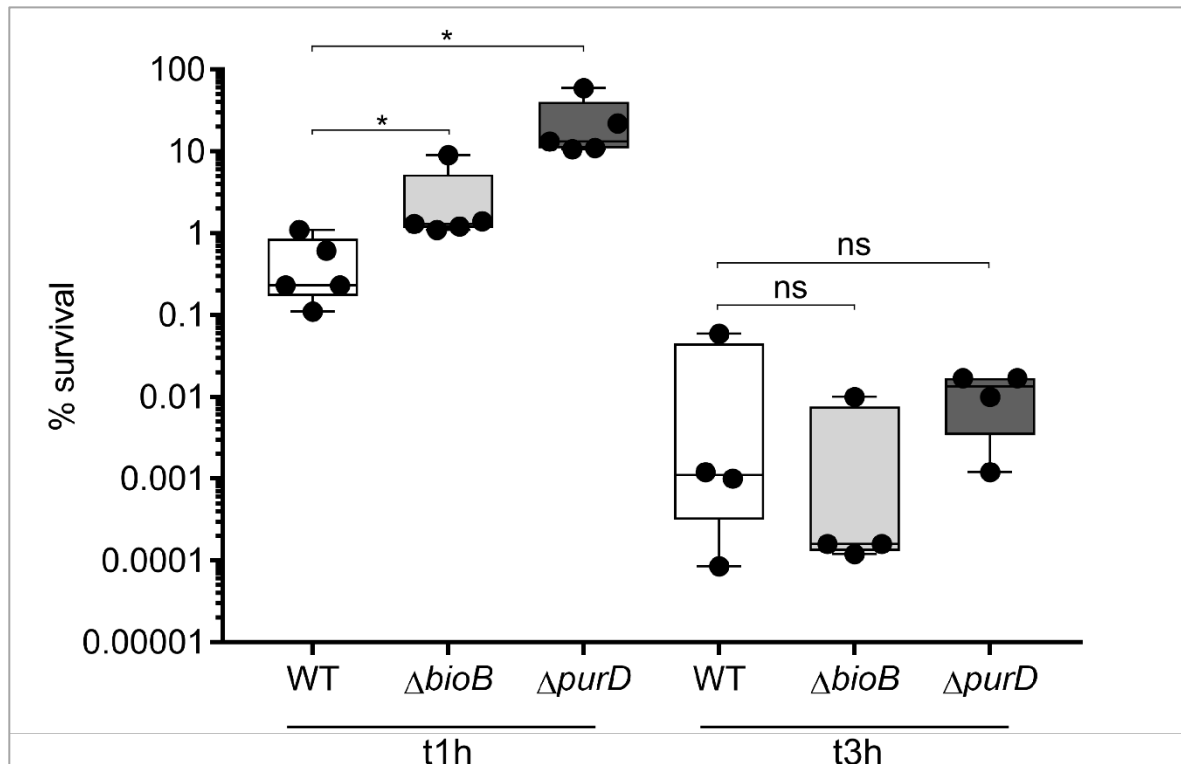 *
*
100
10
1
0.1
0.01
0.001
0.0001
0.00001
% survival
ns
ns
WT ΔbioB ΔpurD WT ΔbioB ΔpurD
t1h t3h